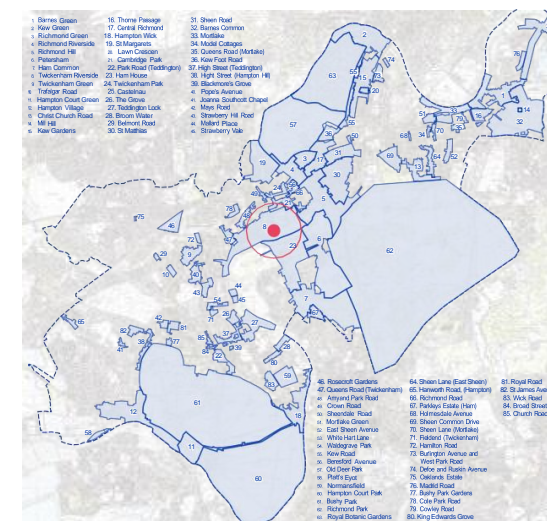 1 Barnes Green
2 Kew Green
3 Richmond Green
4 Richmond Riverside
5 Richmond Hill
6 Petersham
7 Ham Common
8 Twickenham Riverside
9 Twickenham Green
Trafalgar Road
11 Hampton Court Green
12 Hampton Village
13 Christ Church Road
14 Mill Hill
15 Kew Gardens
16. Thorne Passage
17. Central Richmond
18. Hampton Wick
19. St Margarets
20. Lawn Crescen
21. Cambridge Park
22. Park Road (Teddington)
23. Ham House
24. Twickenham Park
25. Castelnau
26. The Grove
27. Teddington Lock
28. Broom Water
29. Belmont Road
30. St Matthias
31. Sheen Road
32. Barnes Common
33. Mortlake
34. Model Cottages
35. Queens Road (Mortlake)
36. Kew Foot Road
37. High Street (Teddington)
38. Hight Street (Hampton Hill)
39. Blackmore's Grove
40. Pope's Avenue
41. Joanna Southcott Chapel
42. Mays Road
43. Strawberry Hill Road
44. Mallard Place
45. Strawberry Vale
46. Rosecroft Gardens
47. Queens Road (Twickenham)
48 Amyand Park Road
49 Crown Road
50 Sheendale Road
51 Mortlake Green
52 East Sheen Avenue
53 White Hart Lane
54 Waldegrave Park
55 Kew Road
56 Beresford Avenue
57 Old Deer Park
58 Platt's Eyot
59 Normansfield
60 Hampton Court Park
61 Bushy Park
62 Richmond Park
63 Royal Botanic Gardens
64. Sheen Lane (East Sheen)
65. Hanworth Road, (Hampton)
66. Richmond Road
67. Parkleys Estate (Ham)
68. Holmesdale Avenue
69. Sheen Common Drive
70. Sheen Lane (Mortlake)
71. Fieldend (Twickenham)
72. Hamilton Road
73. Burlington Avenue and
West Park Road
74. Defoe and Ruskin Avenue
75. Oaklands Estate
76. Madrid Road
77. Bushy Park Gardens
78. Cole Park Road
79. Cowley Road
80. King Edwards Grove
81. Royal Road
82. St James Ave
83. Wick Road
84. Broad Street
85. Church Road